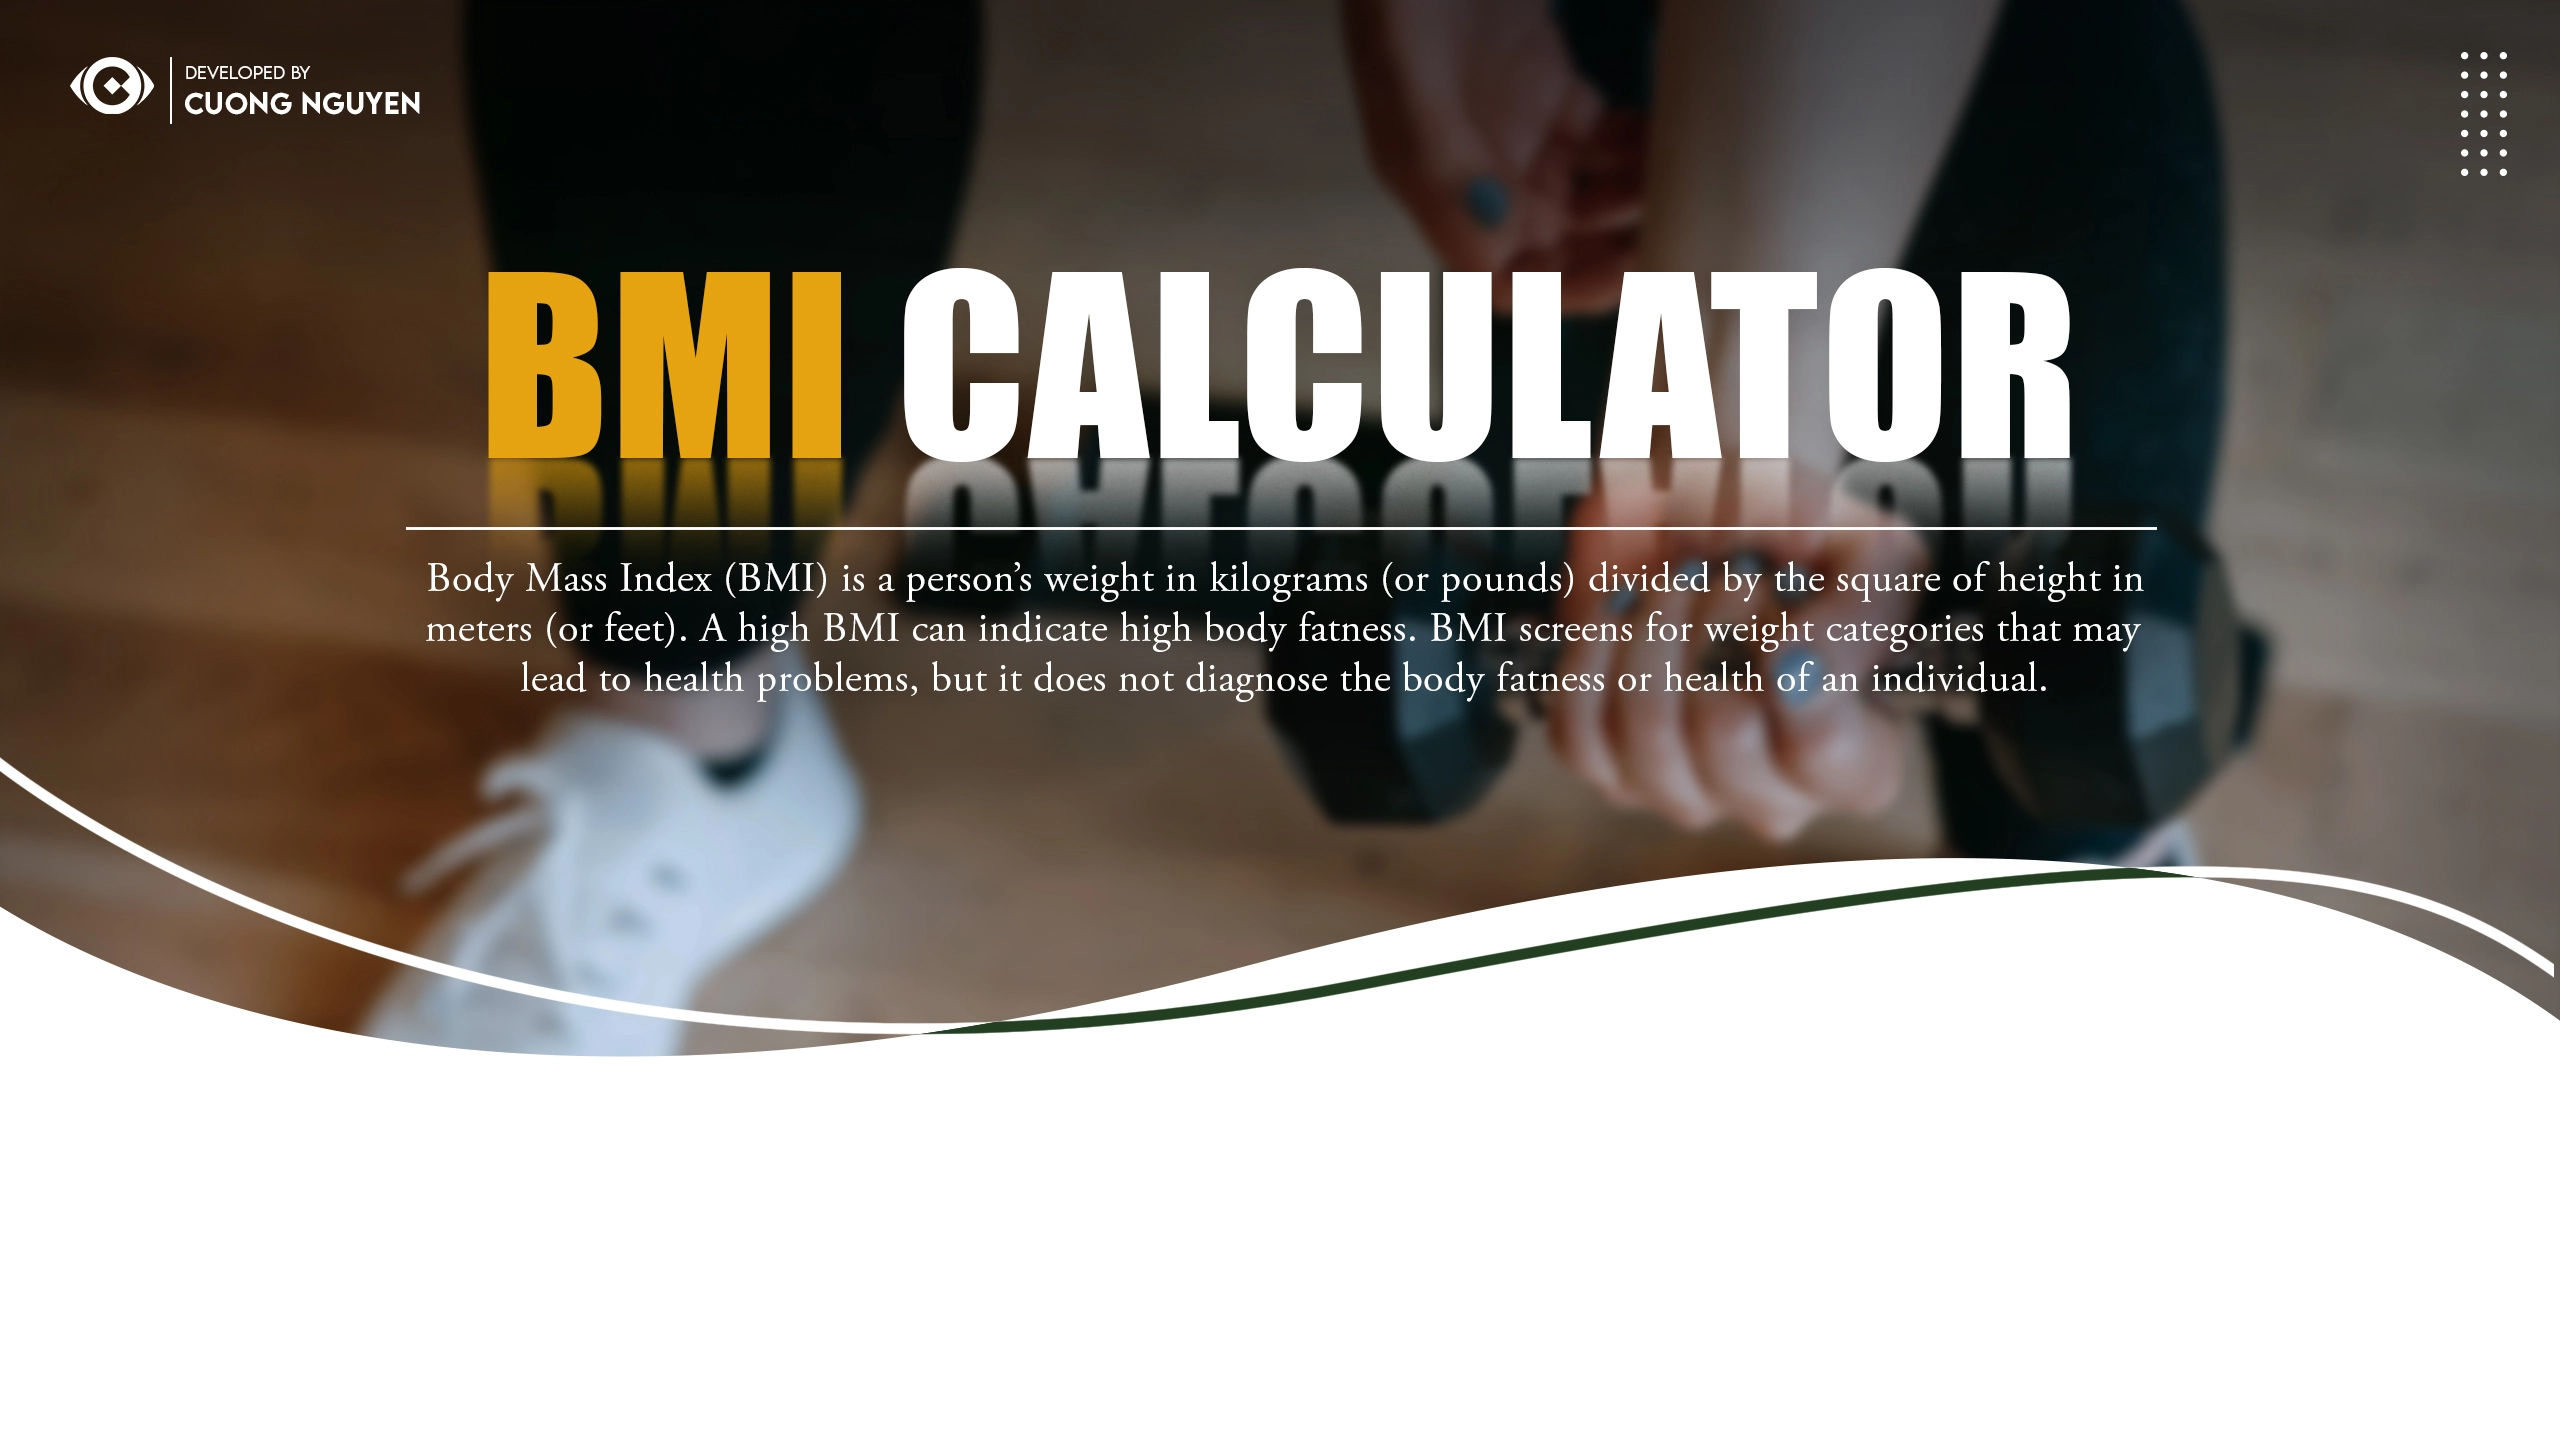 DEVELOPED BY
CUONG NGUYEN
BMI CALCULATOR
Body Mass Index (BMI) is a person’s weight in kilograms (or pounds) divided by the square of height in
meters (or feet). A high BMI can indicate high body fatness. BMI screens for weight categories that may
lead to health problems, but it does not diagnose the body fatness or health of an individual.